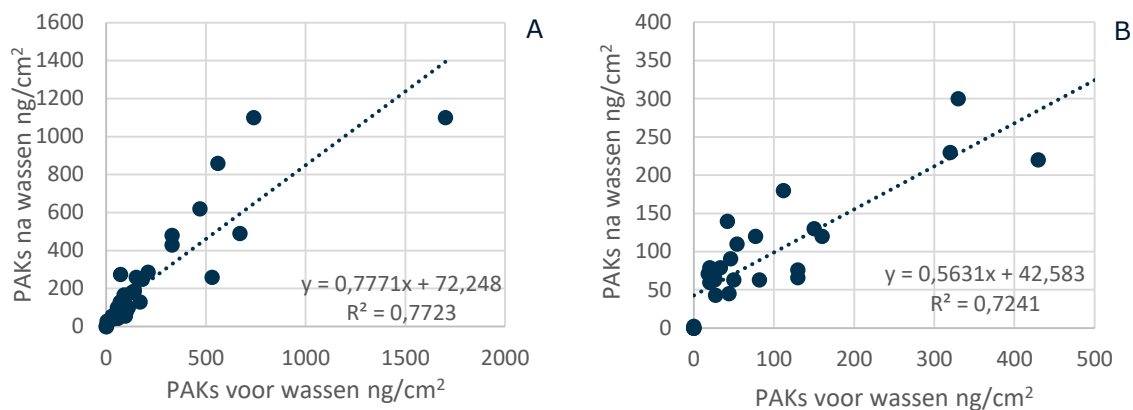 A
PAKs na wassen ng/cm²
1600
1400
1200
1000
800
600
400
200
0
y = 0,7771x + 72,248
R² = 0,7723
0 500 1000 1500 2000
PAKs voor wassen ng/cm²
B
PAKs na wassen ng/cm²
400
350
300
250
200
150
100
50
0
y = 0,5631x + 42,583
R² = 0,7241
0 100 200 300 400 500
PAKs voor wassen ng/cm²